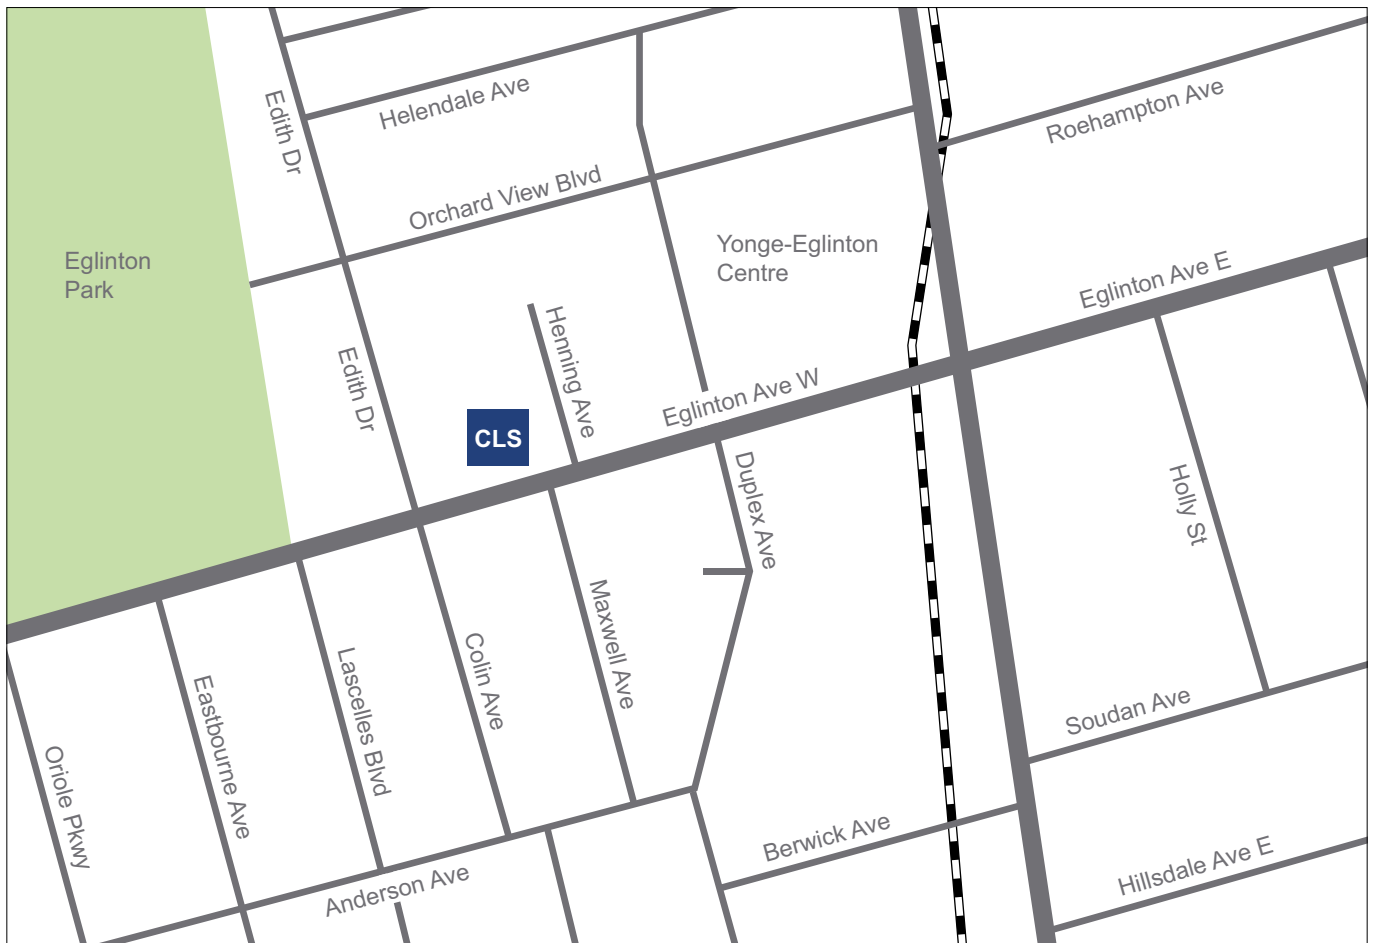 Edith Dr
Helendale Ave
Roehampton Ave
Orchard View Blvd
Eglinton
Park
Yonge-Eglinton
Centre
Eglinton Ave E
Edith Dr
Henning Ave
Eglinton Ave W
CLS
Duplex Ave
Holly St
Maxwell Ave
Colin Ave
Lascelles Blvd
Eastbourne Ave
Oriole Pkwy
Soudan Ave
Berwick Ave
Hillsdale Ave E
Anderson Ave